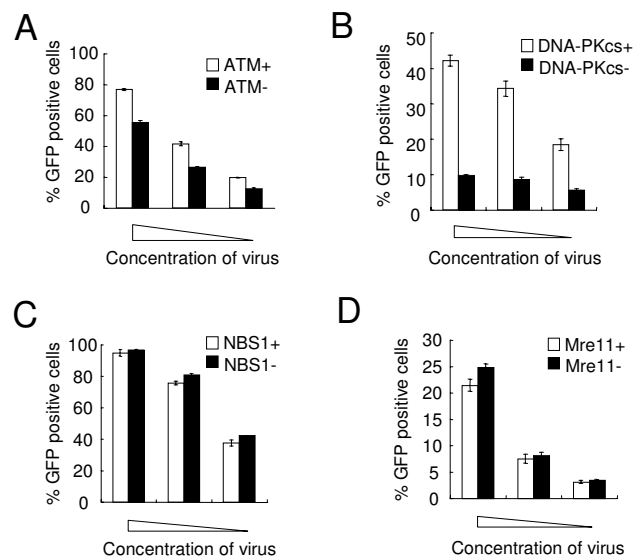 A
% GFP positive cells
100
80
60
40
20
0
ATM+
ATM-
Concentration of virus
B
% GFP positive cells
50
40
30
20
10
0
DNA-PKcs+
DNA-PKcs-
Concentration of virus
C
% GFP positive cells
100
80
60
40
20
0
NBS1+
NBS1-
Concentration of virus
D
% GFP positive cells
30
25
20
15
10
5
0
Mre11+
Mre11-
Concentration of virus